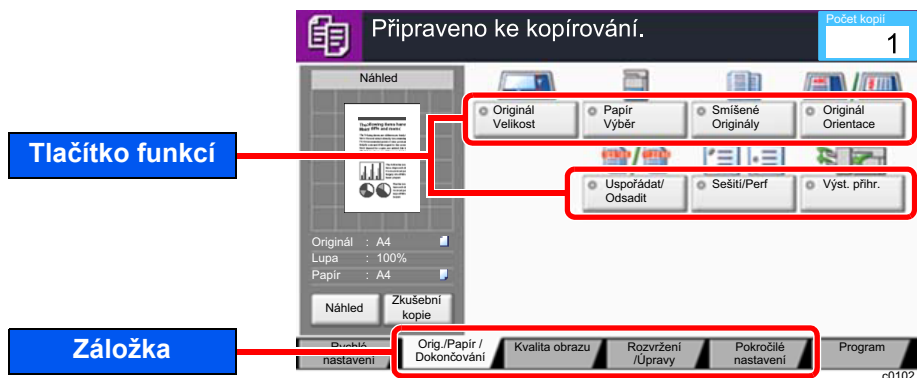 Připraveno ke kopírování.
Počet kopií
1
Náhled
Originál
Velikost
Papír
Výběr
Smíšené
Originály
Originál
Orientace
Tlačítko funkcí
Uspořádat/
Odsadit
Sešití/Perf
Výst. přihr.
Originál : A4
Lupa : 100%
Papír : A4
Náhled
Zkušební
kopie
Záložka
Rychlé
nastavení
Orig./Papír /
Dokončování
Kvalita obrazu
Rozvržení
/Úpravy
Pokročilé
nastavení
Program
c0102